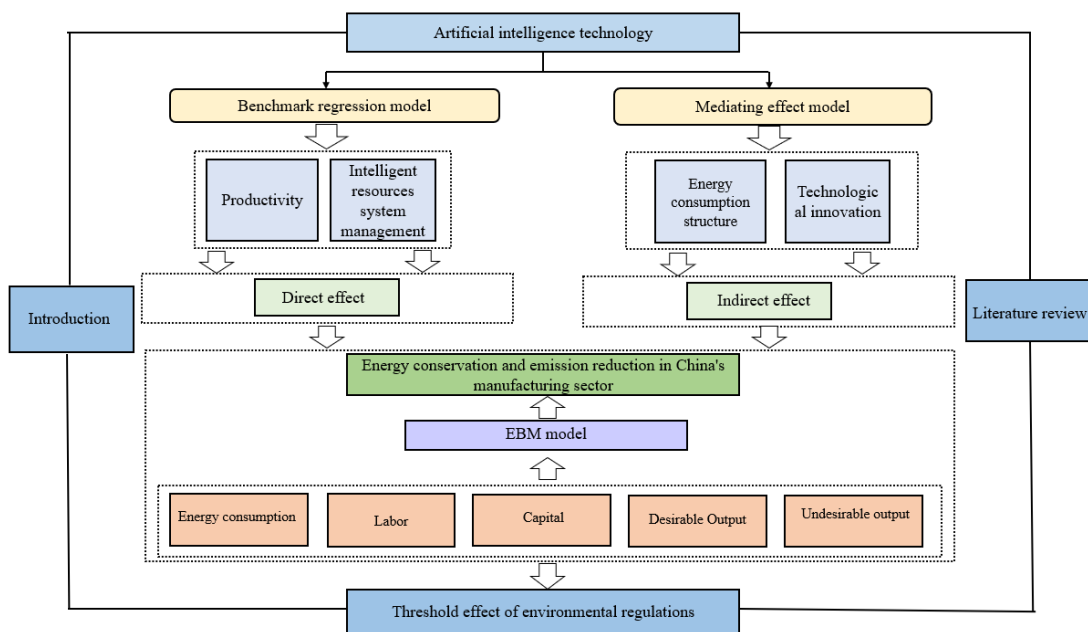 Artificial intelligence technology
Benchmark regression model
Mediating effect model
Productivity
Intelligent
resources
system
management
Energy
consumption
structure
Technologic
al innovation
Direct effect
Indirect effect
Introduction
Literature review
Energy conservation and emission reduction in China's
manufacturing sector
EBM model
Energy consumption
Labor
Capital
Desirable Output
Undesirable output
Threshold effect of environmental regulations